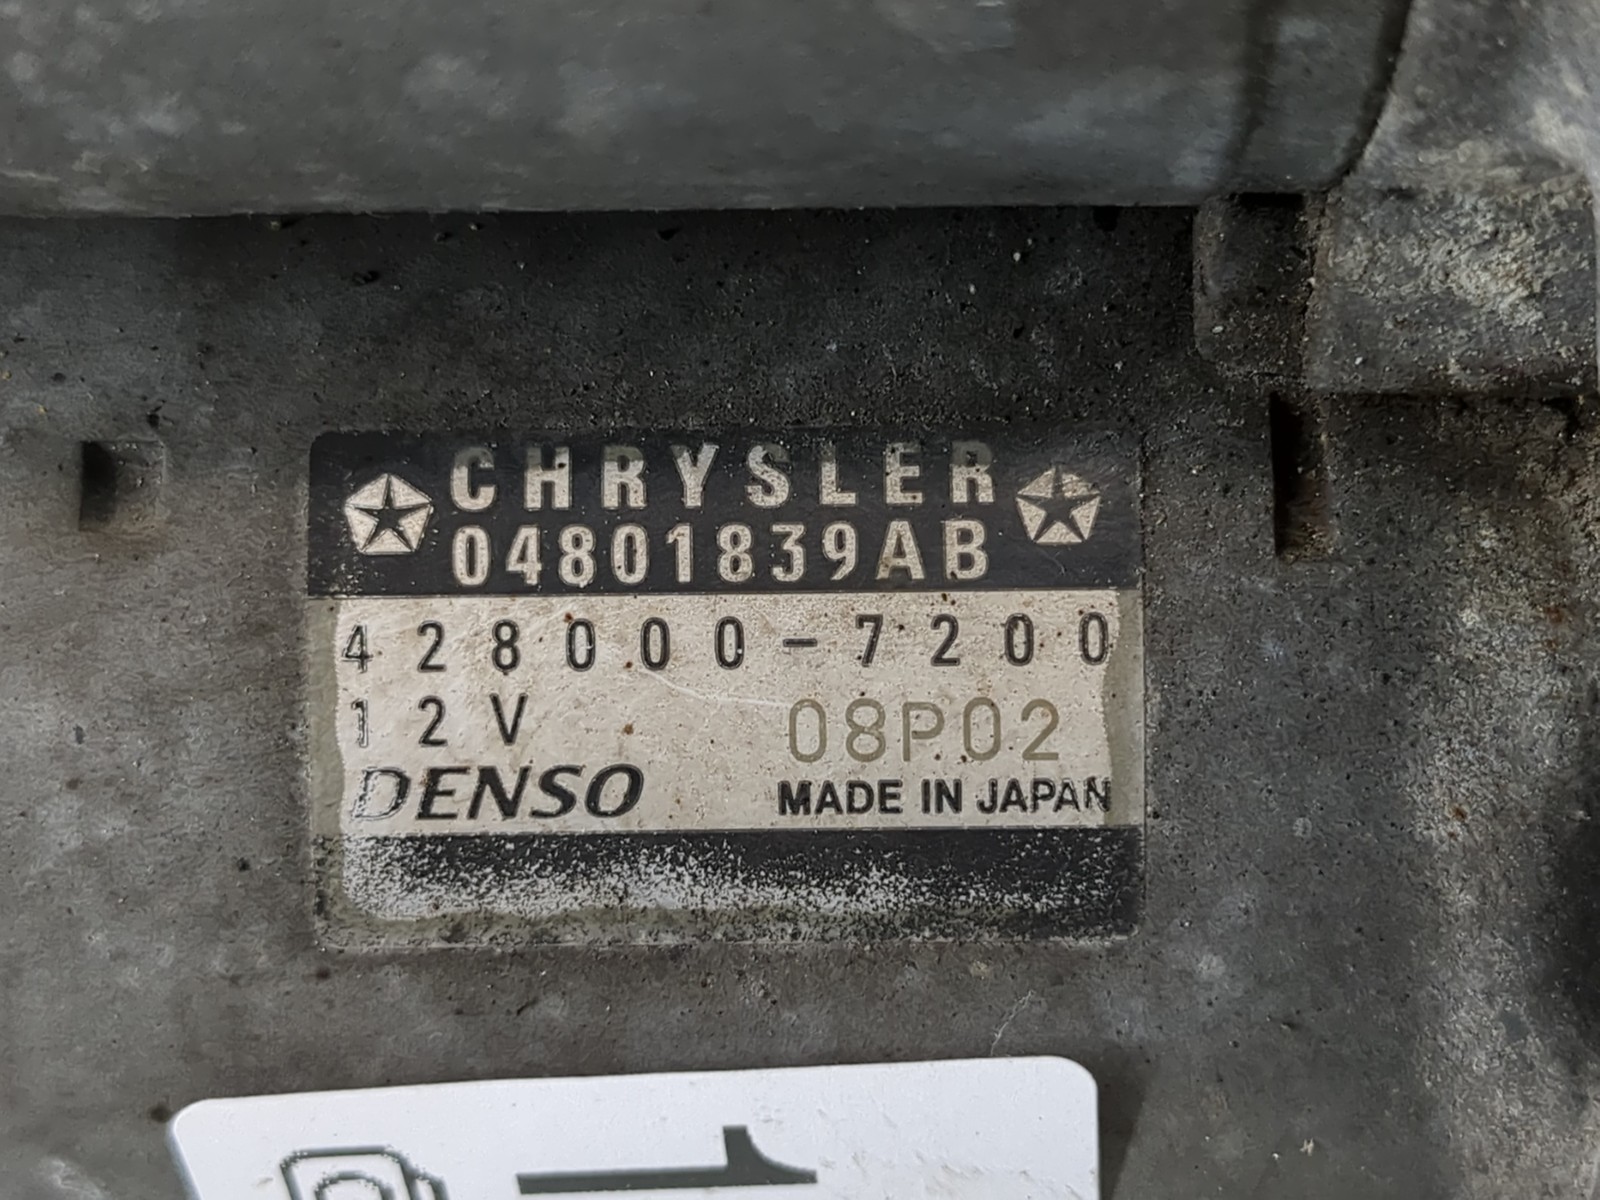 CHRYSLER
04801839AB
428000-7200
12V 08P02
DENSO MADE IN JAPAN